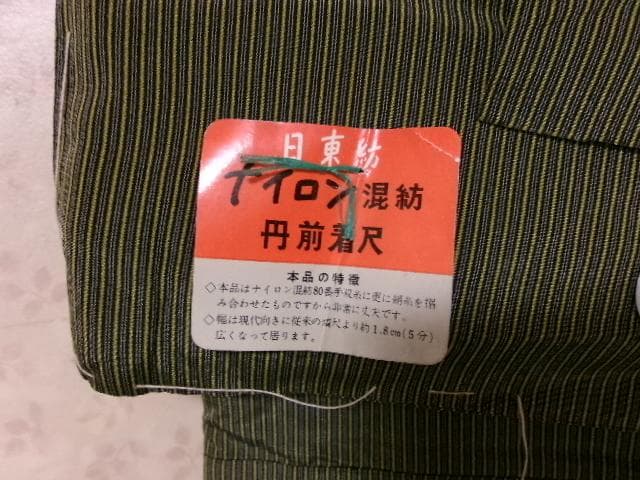 日東紡
ナイロン混紡
丹前着尺
本品の特徴
◇本品はナイロン混紡80番手双糸に更に絹糸を搦
み合わせたものですから非常に丈夫です。
◇幅は現代向きに従来の着尺より約1.8cm(5分)
広くなって居ります。